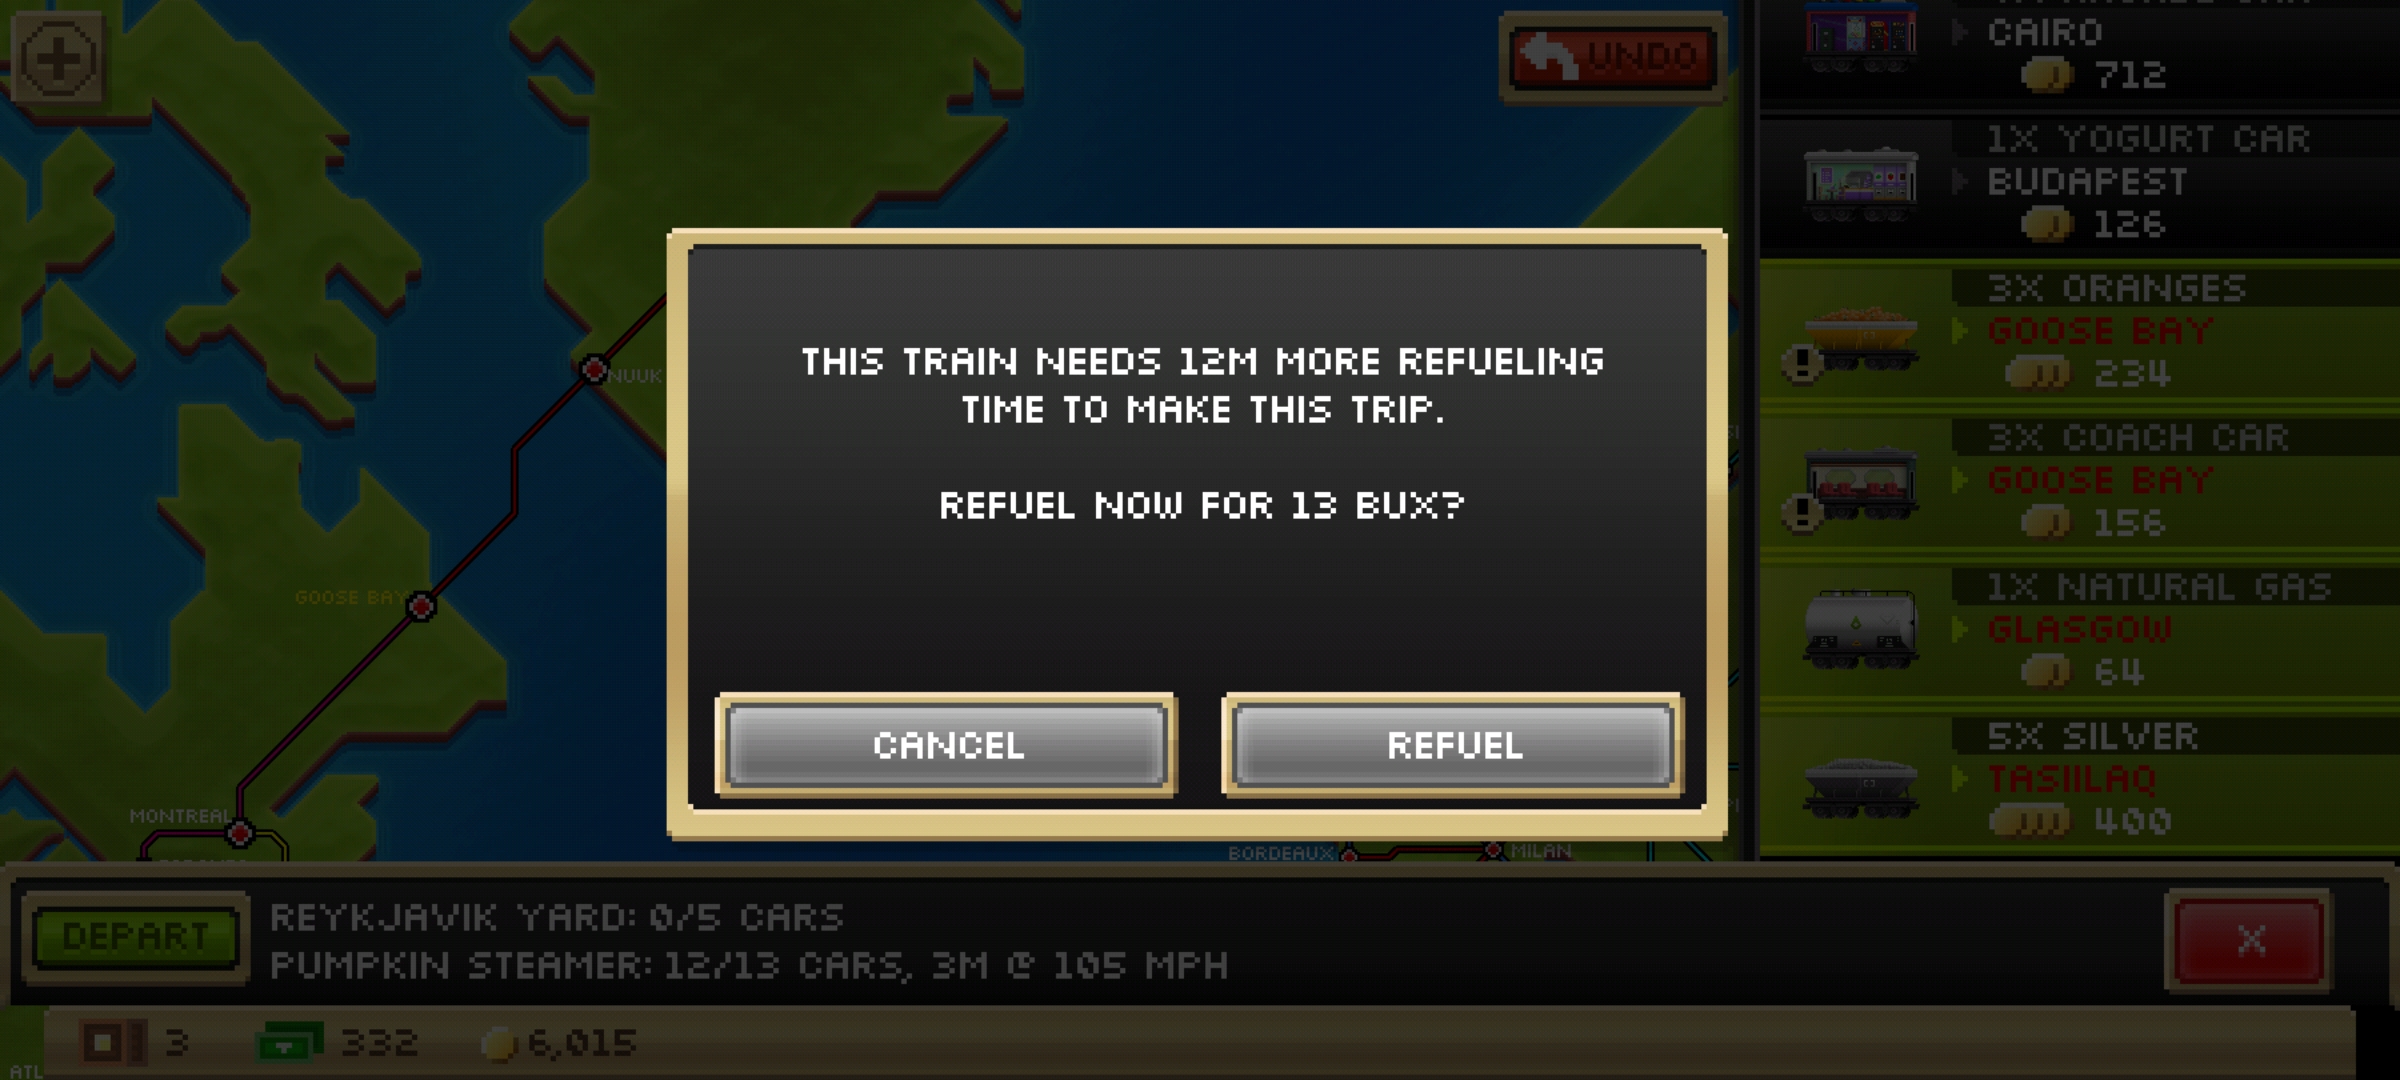 UNDO
CAIRO
712
1X YOGURT CAR
BUDAPEST
126
3X ORANGES
GOOSE BAY
234
3X COACH CAR
GOOSE BAY
156
1X NATURAL GAS
GLASGOW
64
5X SILVER
TASIILAQ
400
NUUK
GOOSE BAY
MONTREAL
BORDEAUX
MILAN
THIS TRAIN NEEDS 12M MORE REFUELING
TIME TO MAKE THIS TRIP.
REFUEL NOW FOR 13 BUX?
CANCEL
REFUEL
DEPART
REYKJAVIK YARD: 0/5 CARS
PUMPKIN STEAMER: 12/13 CARS, 3M @ 105 MPH
X
3
332
6,015
ATL